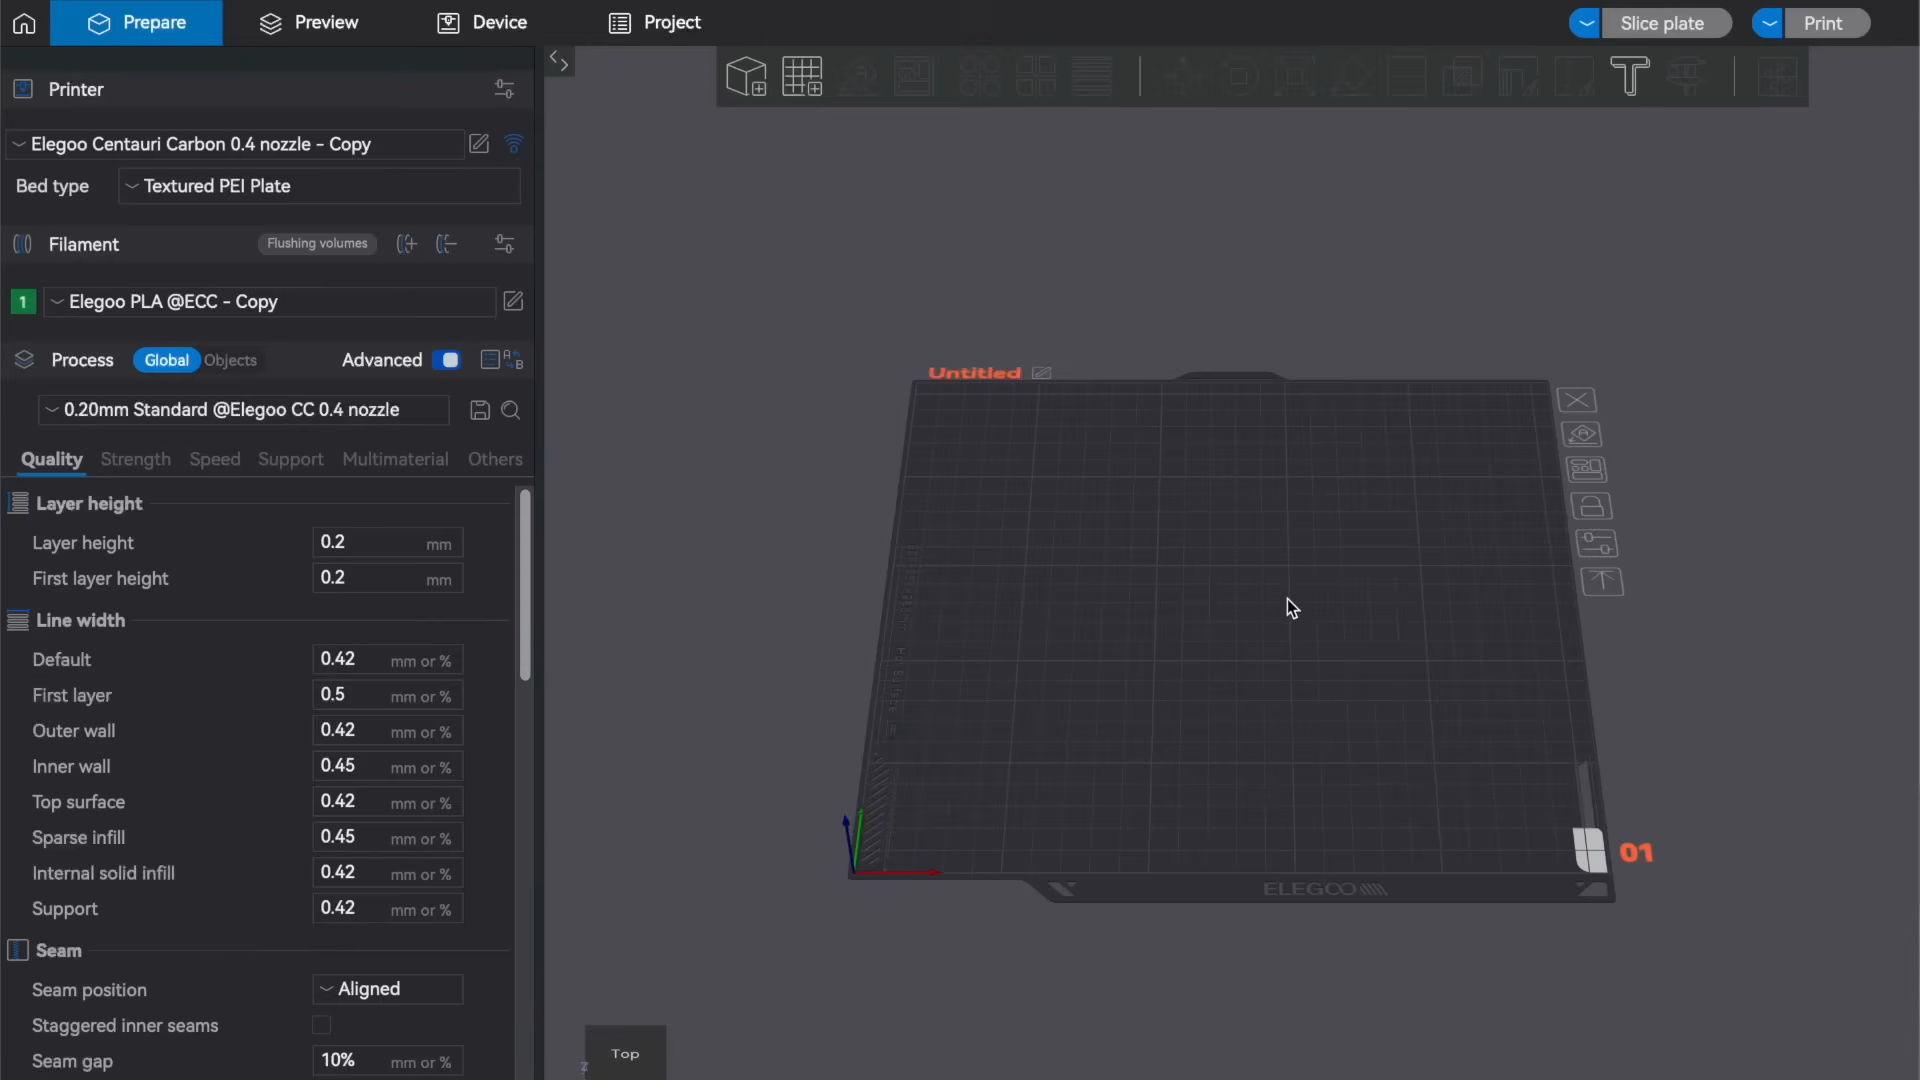 Prepare
Preview
Device
Project
Slice plate
Print
Printer
Elegoo Centauri Carbon 0.4 nozzle - Copy
Bed type
Textured PEI Plate
Filament
Flushing volumes
1
Elegoo PLA @ECC - Copy
Process
Global
Objects
Advanced
0.20mm Standard @Elegoo CC 0.4 nozzle
Quality
Strength
Speed
Support
Multimaterial
Others
Layer height
Layer height 0.2 mm
First layer height 0.2 mm
Line width
Default 0.42 mm or %
First layer 0.5 mm or %
Outer wall 0.42 mm or %
Inner wall 0.45 mm or %
Top surface 0.42 mm or %
Sparse infill 0.45 mm or %
Internal solid infill 0.42 mm or %
Support 0.42 mm or %
Seam
Seam position Aligned
Staggered inner seams
Seam gap 10% mm or %
Untitled
01
ELEGOO
Top
Z